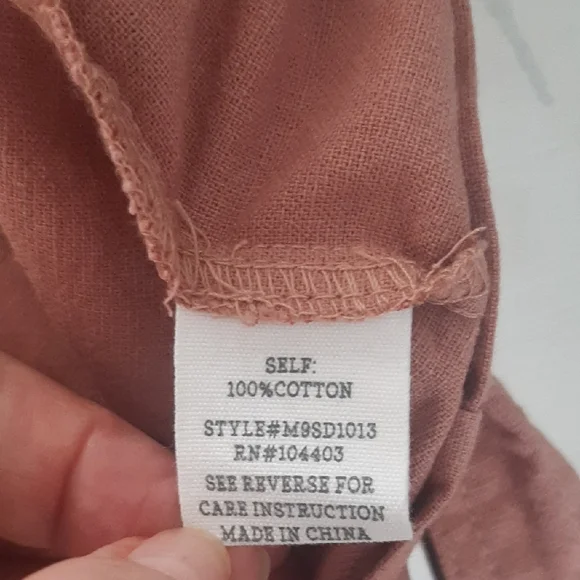 SELF:
100%COTTON
STYLE#M9SD1013
RN#104403
SEE REVERSE FOR
CARE INSTRUCTION
MADE IN CHINA